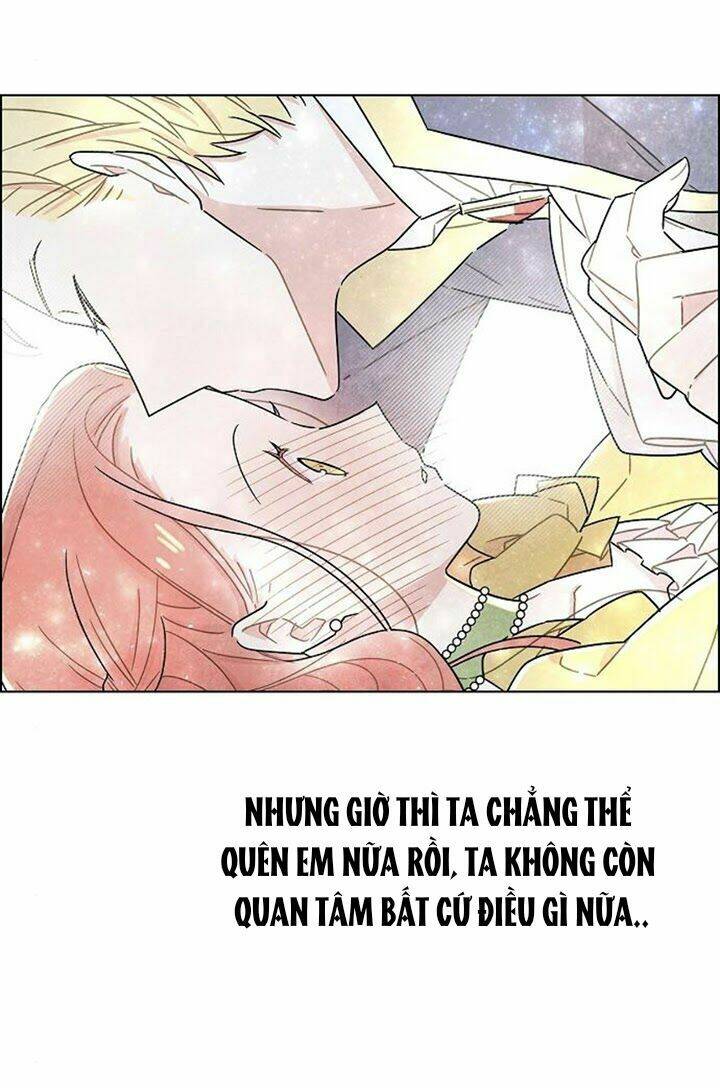 NHƯNG GIỜ THÌ TA CHẲNG THỂ
QUÊN EM NỮA RỒI, TA KHÔNG CÒN
QUAN TÂM BẤT CỨ ĐIỀU GÌ NỮA..